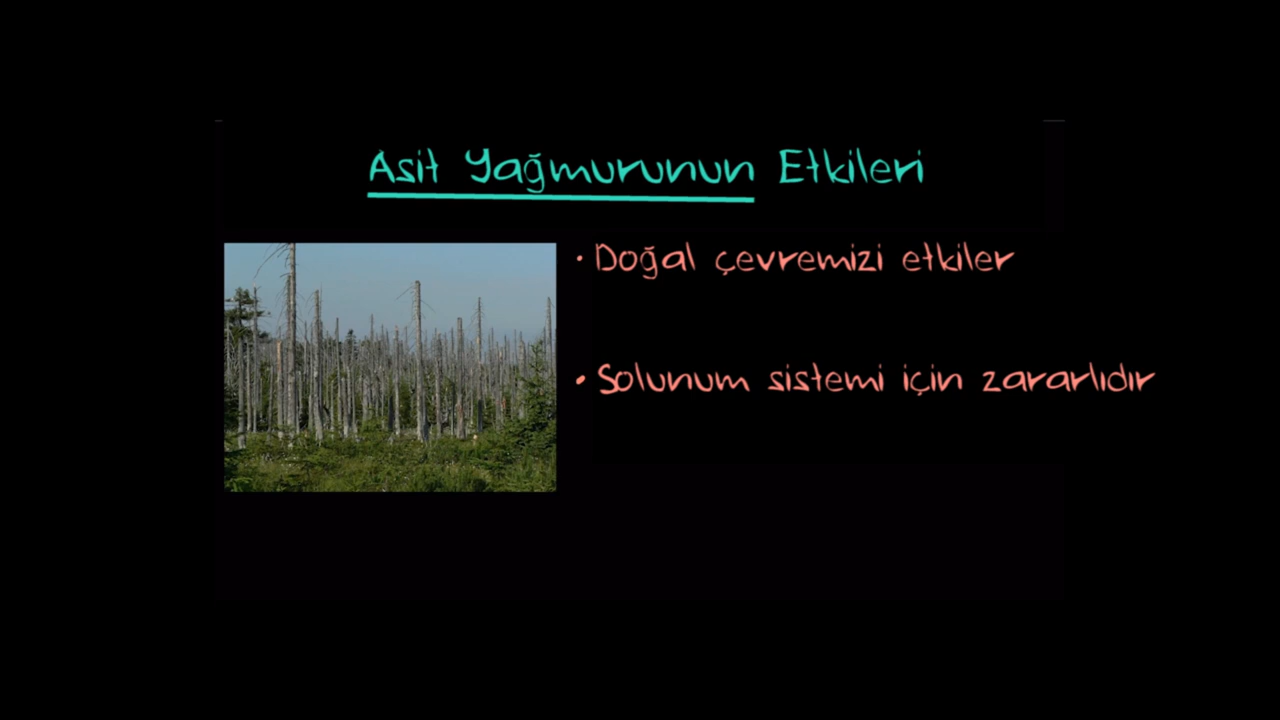 Asit Yağmurunun Etkileri
• Doğal çevremizi etkiler
• Solunum sistemi için zararlıdır